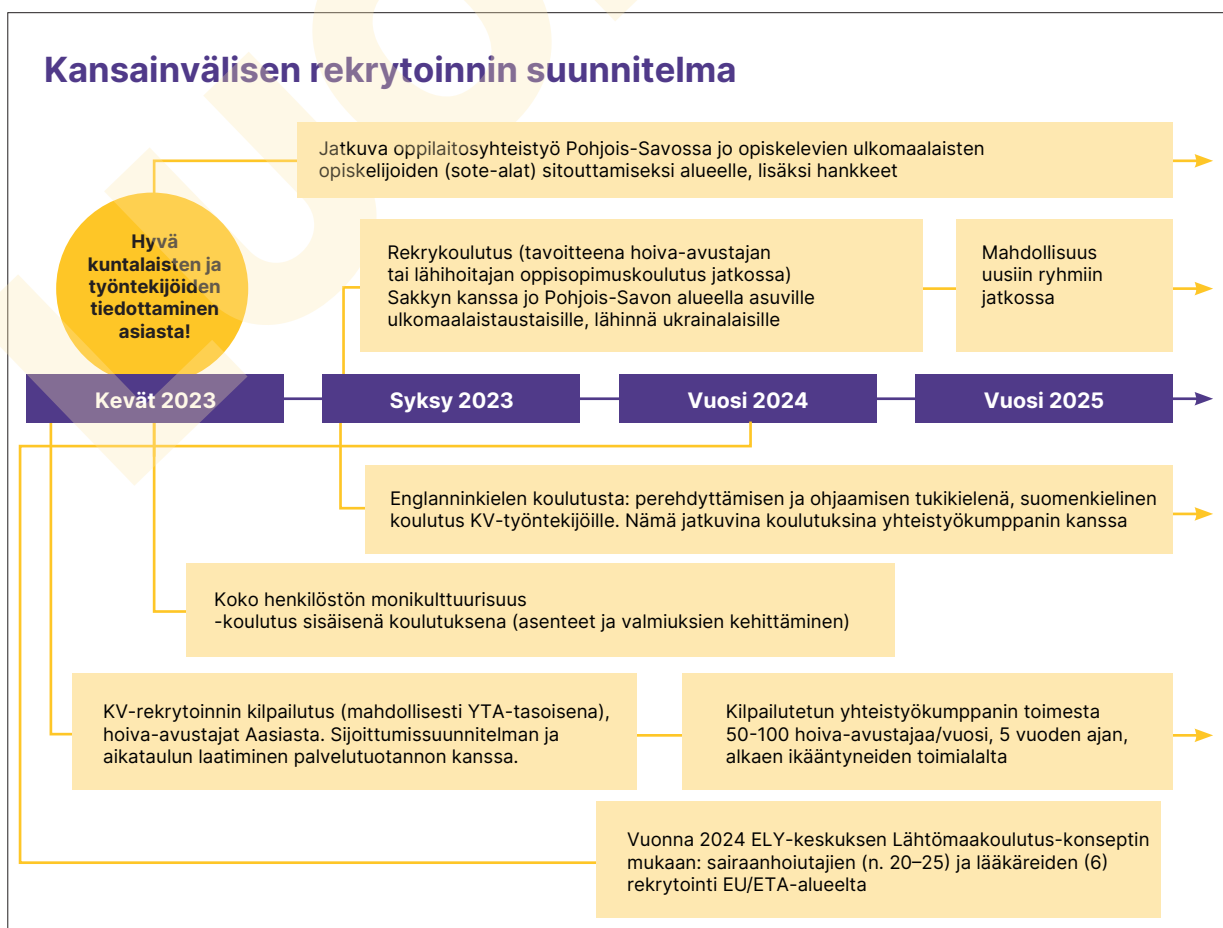 Kansainvälisen rekrytoinnin suunnitelma
Jatkuva oppilaitosyhteistyö Pohjois-Savossa jo opiskelevien ulkomaalaisten
opiskelijoiden (sote-alat) sitouttamiseksi alueelle, lisäksi hankkeet
Hyvä
kuntalaisten ja
työntekijöiden
tiedottaminen
asiasta!
Rekrykoulutus (tavoitteena hoiva-avustajan
tai lähihoitajan oppisopimuskoulutus jatkossa)
Sakkyn kanssa jo Pohjois-Savon alueella asuville
ulkomaalaistaustaisille, lähinnä ukrainalaisille
Mahdollisuus
uusiin ryhmiin
jatkossa
Kevät 2023
Syksy 2023
Vuosi 2024
Vuosi 2025
Englanninkielen koulutusta: perehdyttämisen ja ohjaamisen tukikielenä, suomenkielinen
koulutus KV-työntekijöille. Nämä jatkuvina koulutuksina yhteistyökumppanin kanssa
Koko henkilöstön monikulttuurisuus
-koulutus sisäisenä koulutuksena (asenteet ja valmiuksien kehittäminen)
KV-rekrytoinnin kilpailutus (mahdollisesti YTA-tasoisena),
hoiva-avustajat Aasiasta. Sijoittumissuunnitelman ja
aikataulun laatiminen palvelutuotannon kanssa.
Kilpailutetun yhteistyökumppanin toimesta
50-100 hoiva-avustajaa/vuosi, 5 vuoden ajan,
alkaen ikääntyneiden toimialalta
Vuonna 2024 ELY-keskuksen Lähtömaakoulutus-konseptin
mukaan: sairaanhoiutajien (n. 20–25) ja lääkäreiden (6)
rekrytointi EU/ETA-alueelta